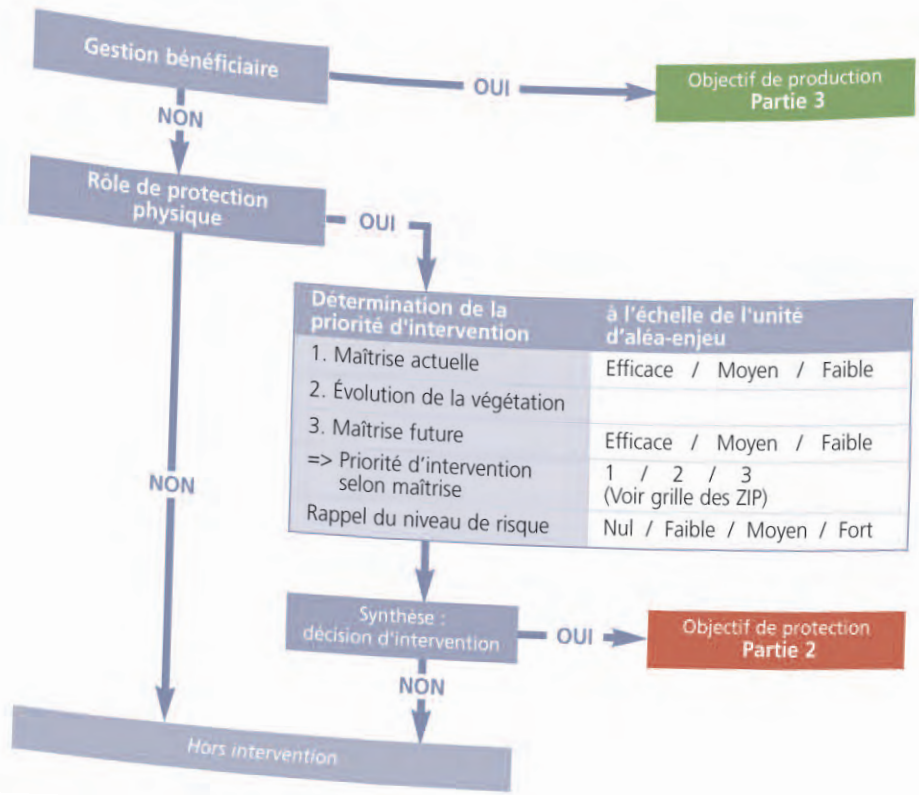 Gestion bénéficiaire
OUI
Objectif de production
Partie 3
NON
Rôle de protection
physique
OUI
Détermination de la
priorité d'intervention
à l'échelle de l'unité
d'aléa-enjeu
1. Maîtrise actuelle
Efficace / Moyen / Faible
2. Évolution de la végétation
3. Maîtrise future
Efficace / Moyen / Faible
=> Priorité d'intervention
selon maîtrise
1 / 2 / 3
(Voir grille des ZIP)
Rappel du niveau de risque
Nul / Faible / Moyen / Fort
NON
Synthèse :
décision d'intervention
OUI
Objectif de protection
Partie 2
NON
Hors intervention